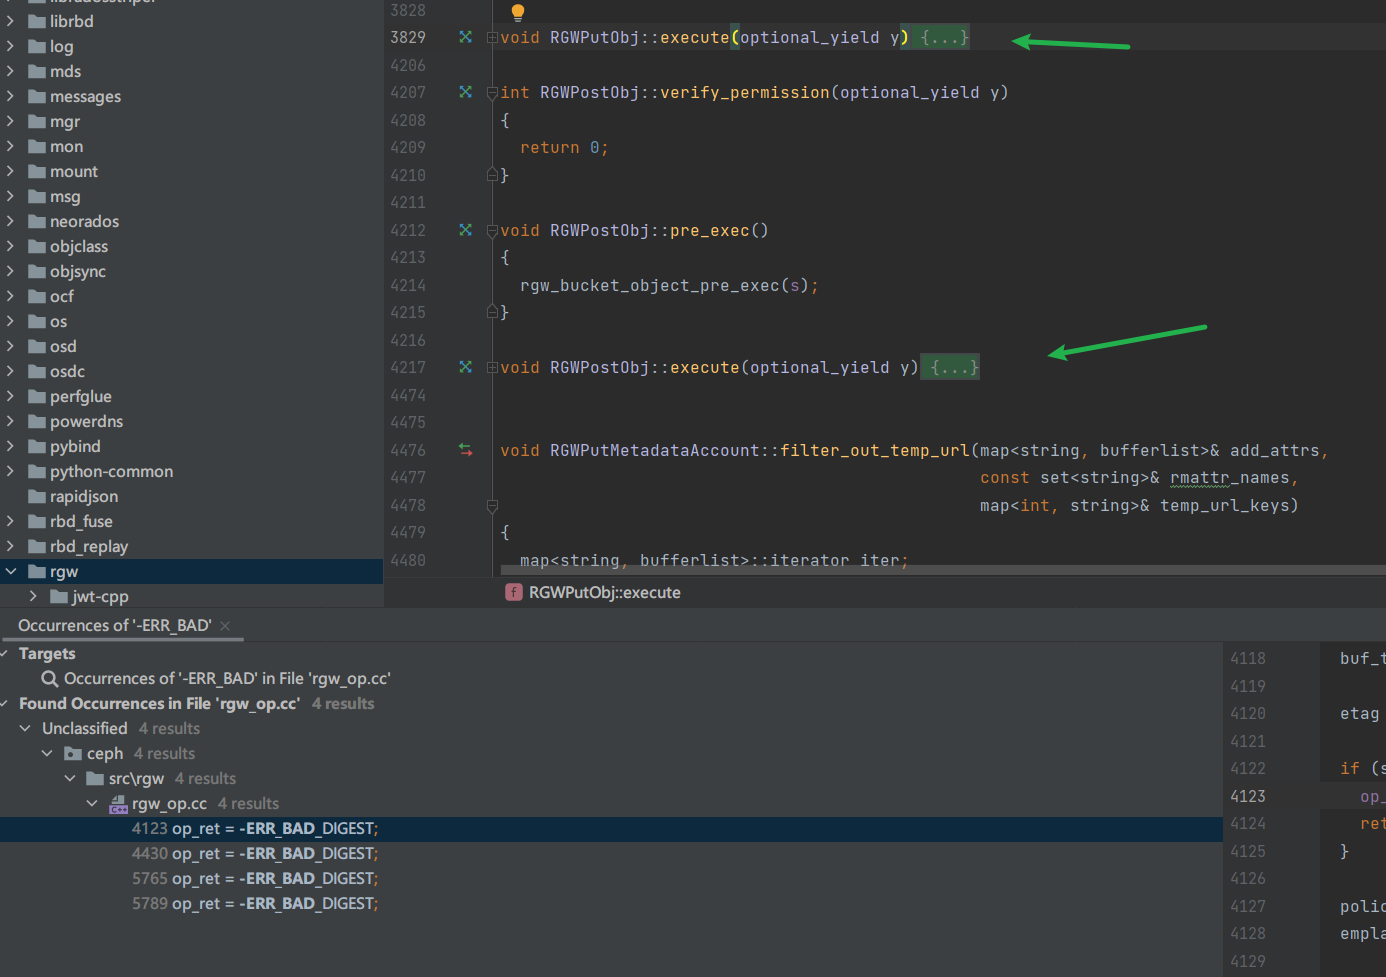 librbd
log
mds
messages
mgr
mon
mount
msg
neorados
objclass
objsync
ocf
os
osd
osdc
perfglue
powerdns
pybind
python-common
rapidjson
rbd_fuse
rbd_replay
rgw
jwt-cpp
3828
3829 void RGWPutObj::execute(optional_yield y) {...}
4206
4207 int RGWPostObj::verify_permission(optional_yield y)
4208 {
4209 return 0;
4210 }
4211
4212 void RGWPostObj::pre_exec()
4213 {
4214 rgw_bucket_object_pre_exec(s);
4215 }
4216
4217 void RGWPostObj::execute(optional_yield y) {...}
4474
4475
4476 void RGWPutMetadataAccount::filter_out_temp_url(map<string, bufferlist>& add_attrs,
4477 const set<string>& rmattr_names,
4478 map<int, string>& temp_url_keys)
4479 {
4480 map<string, bufferlist>::iterator iter;
f RGWPutObj::execute
Occurrences of '-ERR_BAD' ×
Targets
Occurrences of '-ERR_BAD' in File 'rgw_op.cc'
Found Occurrences in File 'rgw_op.cc' 4 results
Unclassified 4 results
ceph 4 results
src\rgw 4 results
rgw_op.cc 4 results
4123 op_ret = -ERR_BAD_DIGEST;
4430 op_ret = -ERR_BAD_DIGEST;
5765 op_ret = -ERR_BAD_DIGEST;
5789 op_ret = -ERR_BAD_DIGEST;
4118 buf_t
4119
4120 etag
4121
4122 if (s
4123 op_
4124 ret
4125 }
4126
4127 polic
4128 empla
4129